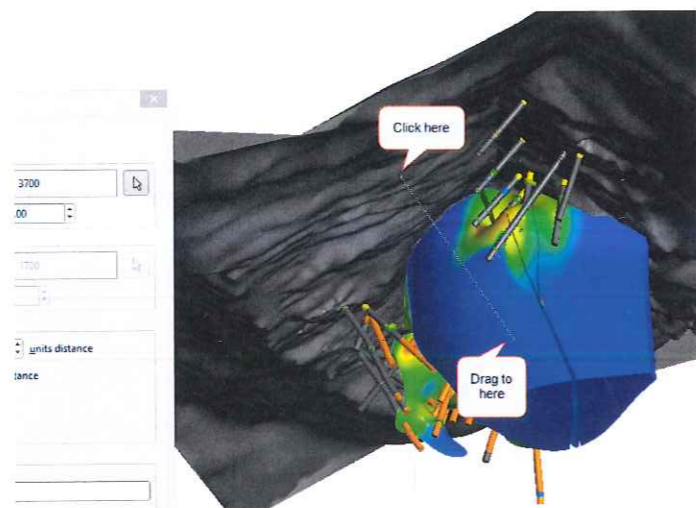 Click here
3700
.00
1700
units distance
tance
Drag to
here